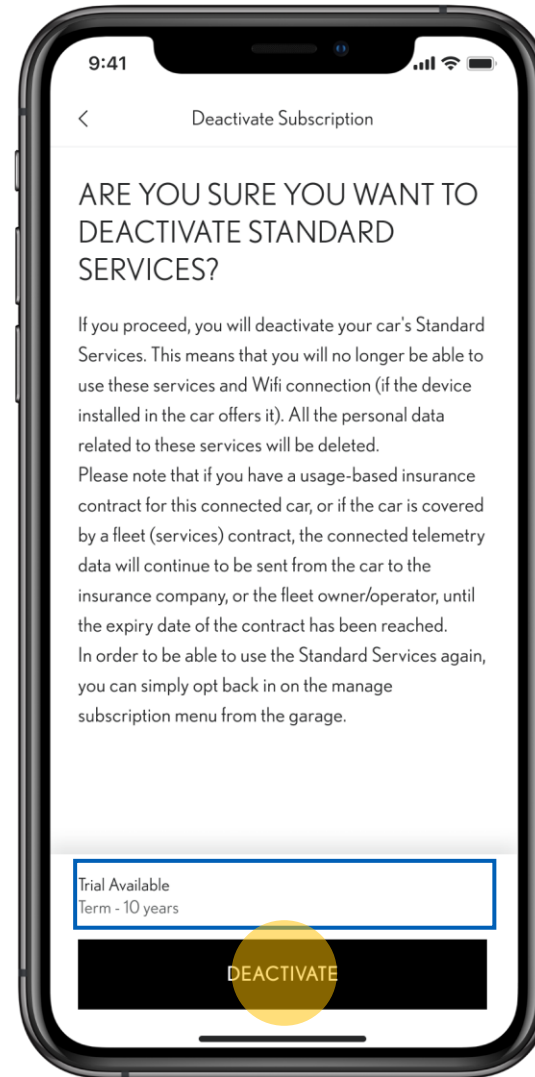 9:41
Deactivate Subscription
ARE YOU SURE YOU WANT TO
DEACTIVATE STANDARD
SERVICES?
If you proceed, you will deactivate your car's Standard
Services. This means that you will no longer be able to
use these services and Wifi connection (if the device
installed in the car offers it). All the personal data
related to these services will be deleted.
Please note that if you have a usage-based insurance
contract for this connected car, or if the car is covered
by a fleet (services) contract, the connected telemetry
data will continue to be sent from the car to the
insurance company, or the fleet owner/operator, until
the expiry date of the contract has been reached.
In order to be able to use the Standard Services again,
you can simply opt back in on the manage
subscription menu from the garage.
Trial Available
Term - 10 years
DEACTIVATE